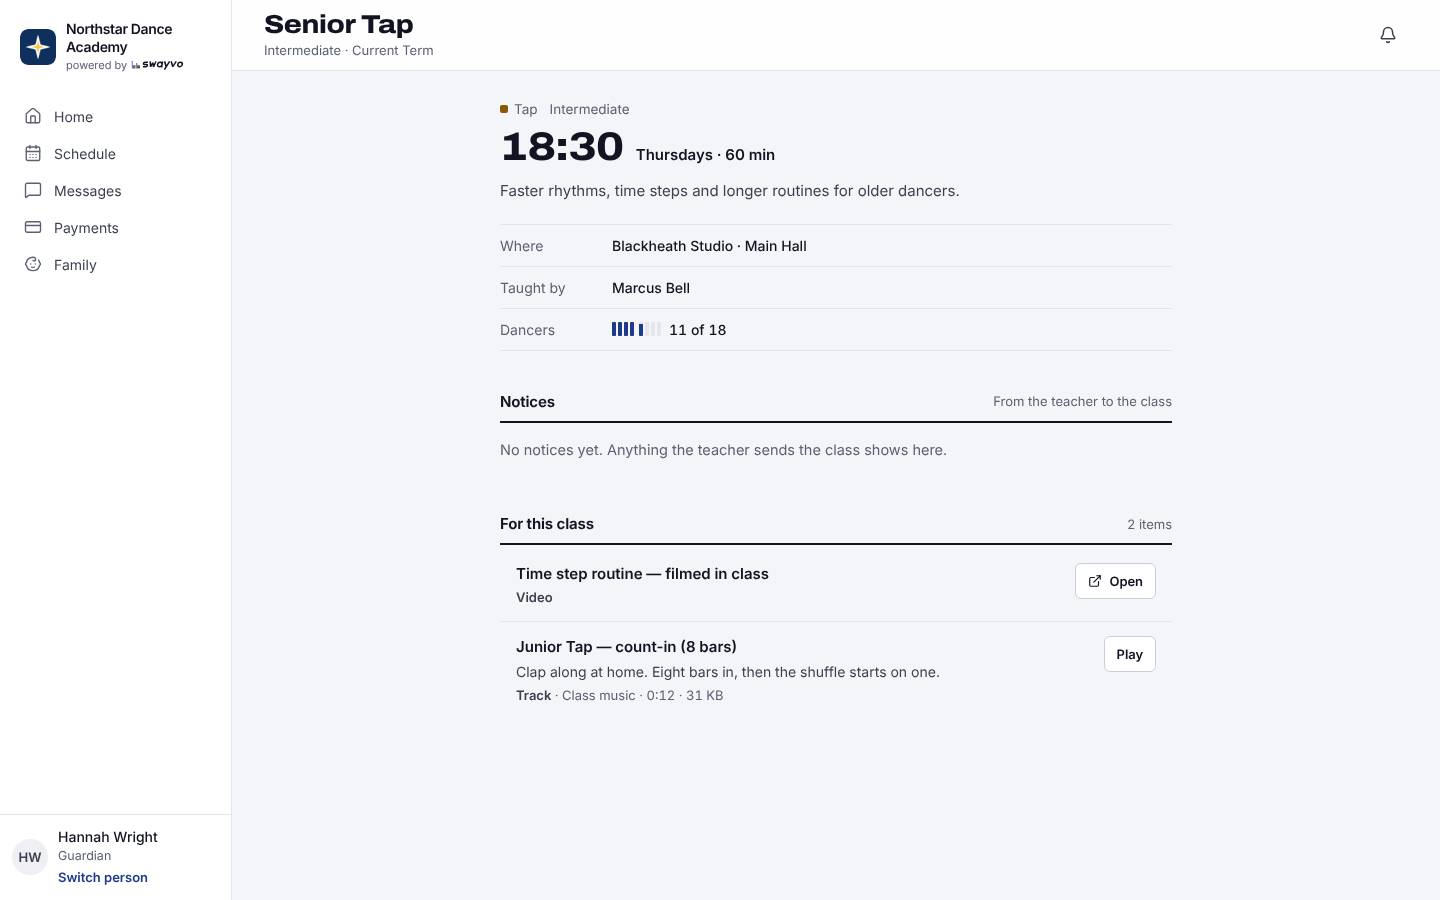 Northstar Dance
Academy
powered by swayvo
Home
Schedule
Messages
Payments
Family
Hannah Wright
HW
Guardian
Switch person
Senior Tap
Intermediate · Current Term
Tap Intermediate
18:30 Thursdays · 60 min
Faster rhythms, time steps and longer routines for older dancers.
Where Blackheath Studio · Main Hall
Taught by Marcus Bell
Dancers 11 of 18
Notices From the teacher to the class
No notices yet. Anything the teacher sends the class shows here.
For this class 2 items
Time step routine — filmed in class
Video
Open
Junior Tap — count-in (8 bars)
Play
Clap along at home. Eight bars in, then the shuffle starts on one.
Track · Class music · 0:12 · 31 KB